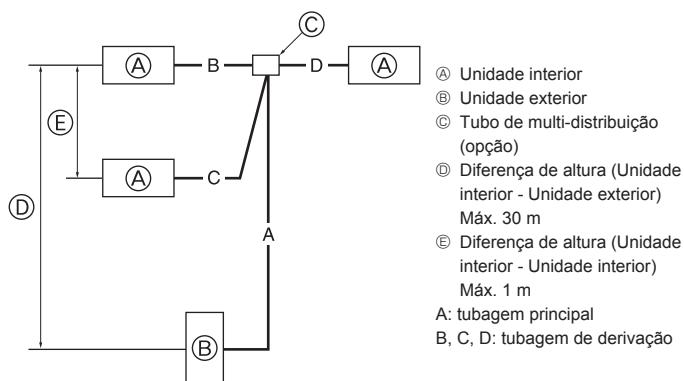 Ⓒ
Ⓐ B D Ⓐ
Ⓔ
Ⓐ C
Ⓓ
A
Ⓑ
Ⓐ Unidade interior
Ⓑ Unidade exterior
Ⓒ Tubo de multi-distribuição
(opção)
Ⓓ Diferença de altura (Unidade
interior - Unidade exterior)
Máx. 30 m
Ⓔ Diferença de altura (Unidade
interior - Unidade interior)
Máx. 1 m
A: tubagem principal
B, C, D: tubagem de derivação